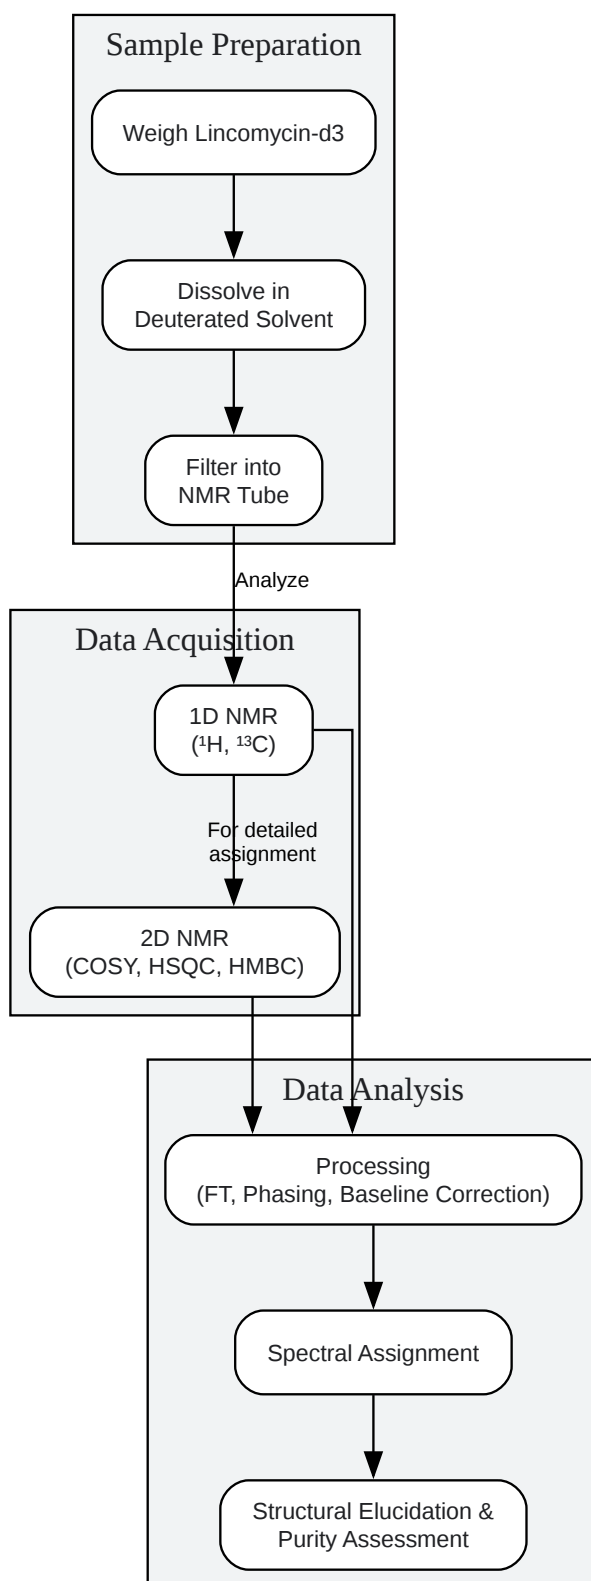 Sample Preparation
Weigh Lincomycin-d3
Dissolve in
Deuterated Solvent
Filter into
NMR Tube
Analyze
Data Acquisition
1D NMR
(¹H, ¹³C)
For detailed
assignment
2D NMR
(COSY, HSQC, HMBC)
Data Analysis
Processing
(FT, Phasing, Baseline Correction)
Spectral Assignment
Structural Elucidation &
Purity Assessment